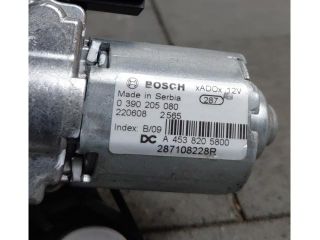 BOSCH xADOx 12V
Made in Serbia 287
0 390 205 080
220608 2565
Index: B/09
DC A 453 820 5800
287108228R